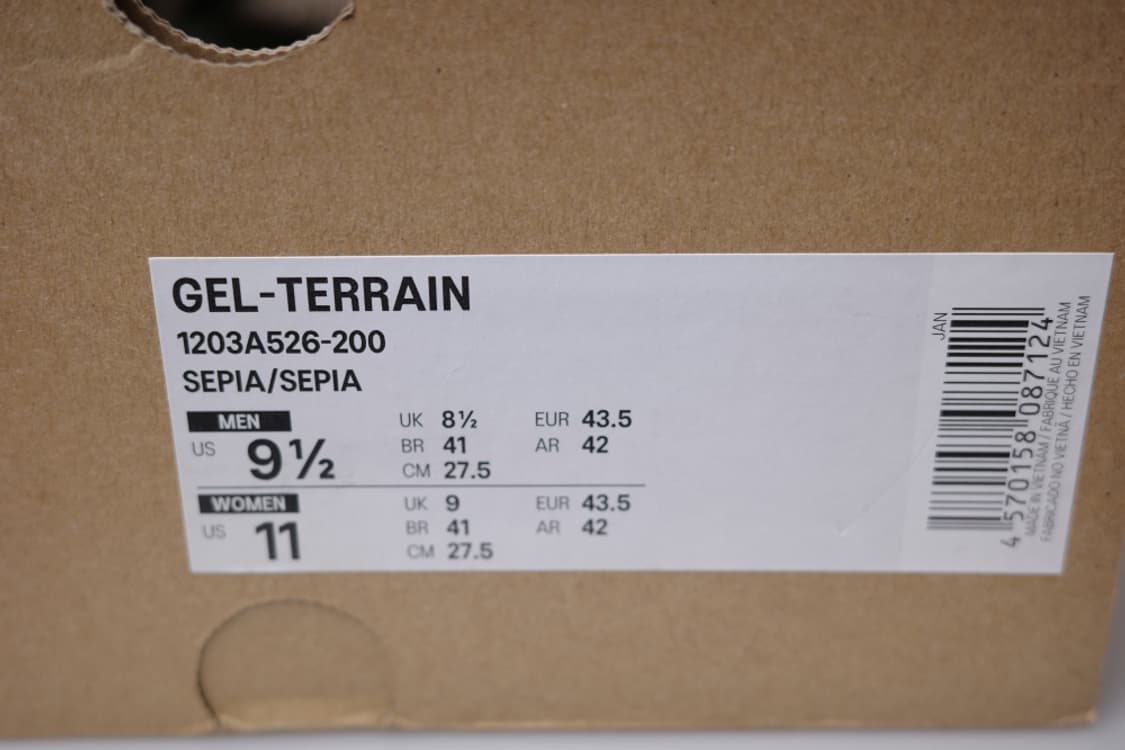 GEL-TERRAIN
1203A526-200
SEPIA/SEPIA
MEN
US 9½
UK 8½ EUR 43.5
BR 41 AR 42
CM 27.5
WOMEN
US 11
UK 9 EUR 43.5
BR 41 AR 42
CM 27.5
JAN
4 570158 087124
MADE IN VIETNAM / FABRIQUÉ AU VIETNAM
FABRICADO NO VIETNÃ / HECHO EN VIETNAM